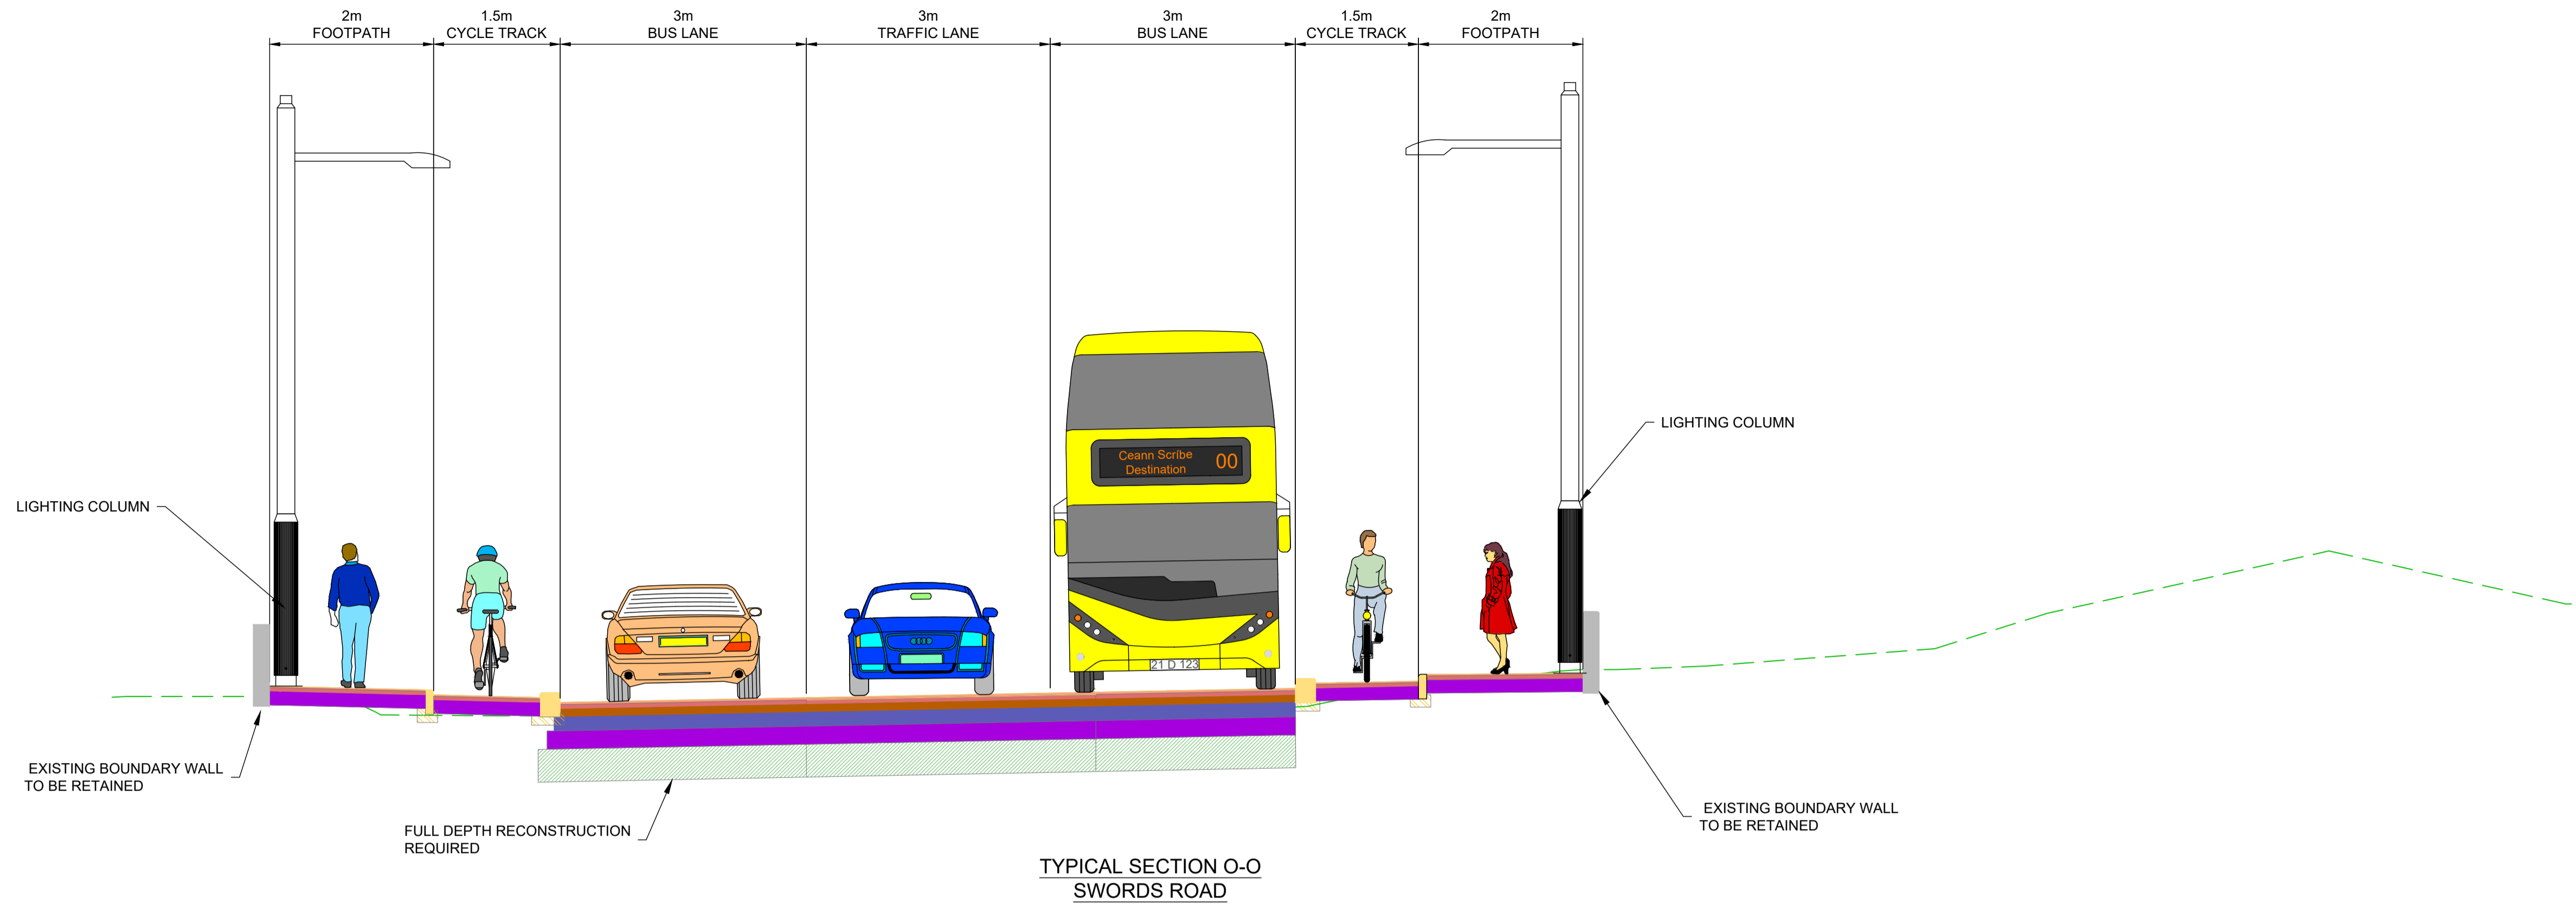 2m
FOOTPATH
1.5m
CYCLE TRACK
3m
BUS LANE
3m
TRAFFIC LANE
3m
BUS LANE
1.5m
CYCLE TRACK
2m
FOOTPATH
LIGHTING COLUMN
Ceann Scríbe
Destination
00
LIGHTING COLUMN
21 D 123
EXISTING BOUNDARY WALL
TO BE RETAINED
FULL DEPTH RECONSTRUCTION
REQUIRED
EXISTING BOUNDARY WALL
TO BE RETAINED
TYPICAL SECTION O-O
SWORDS ROAD